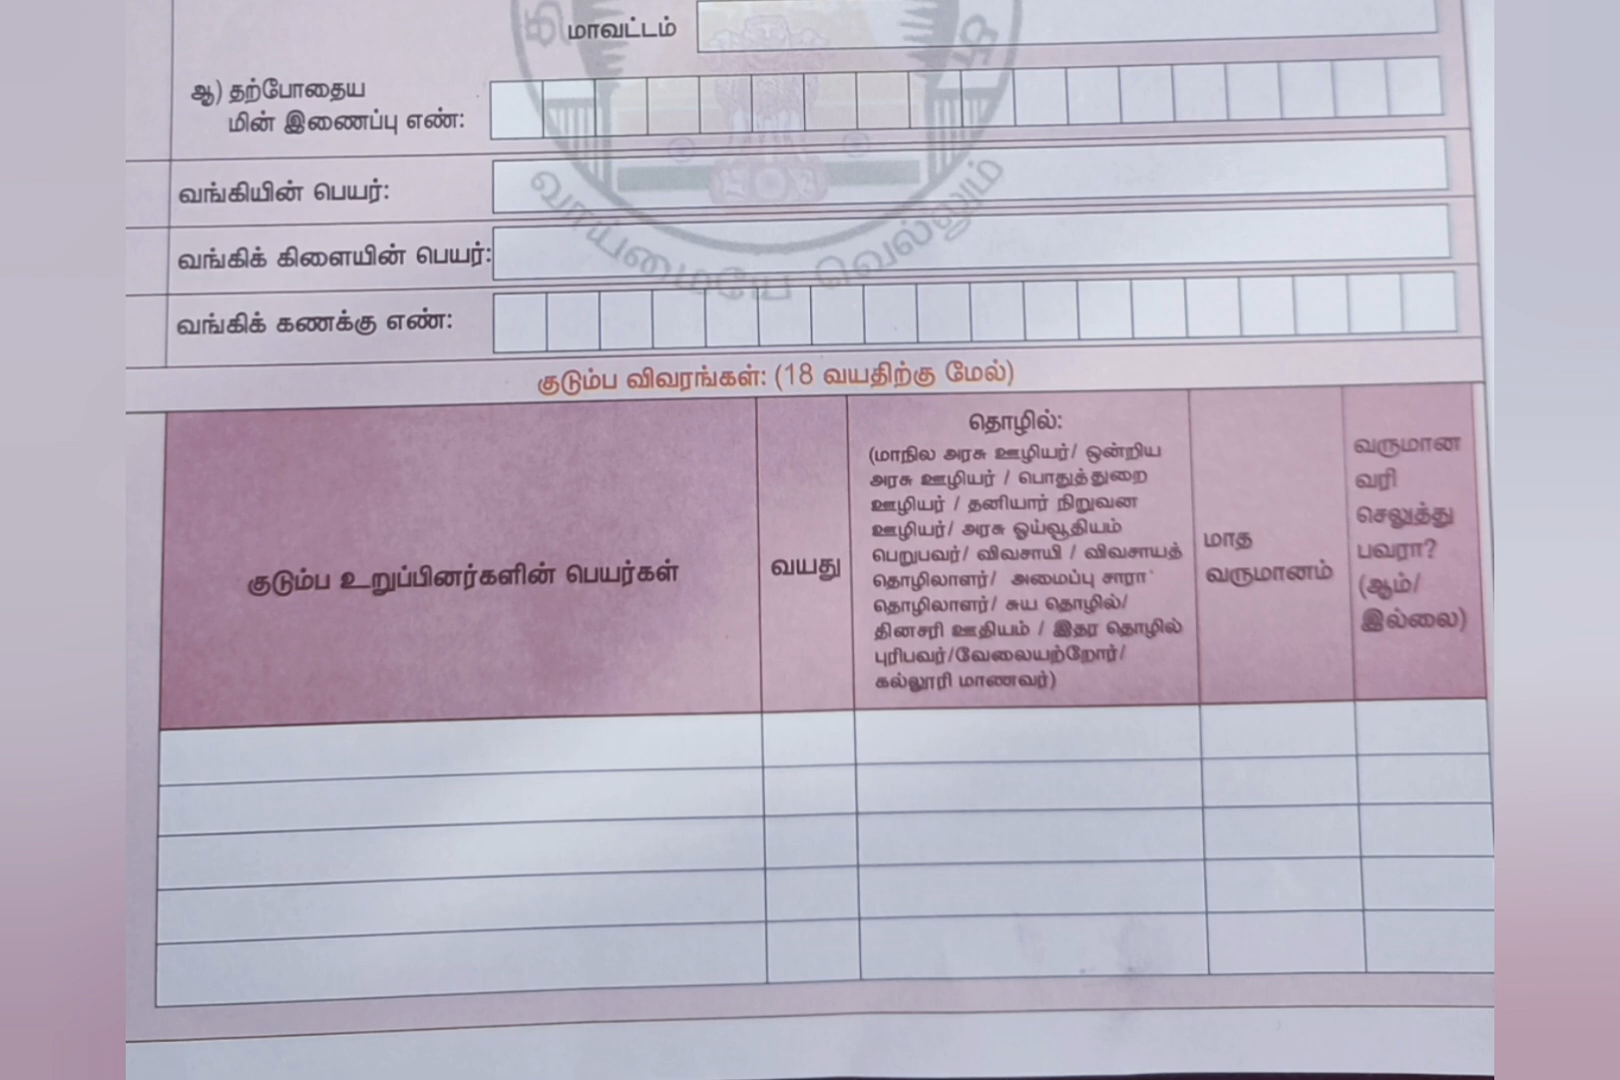 மாவட்டம்
ஆ) தற்போதைய
மின் இணைப்பு எண்:
வங்கியின் பெயர்:
வாய்மையே வெல்லும்
வங்கிக் கிளையின் பெயர்:
வங்கிக் கணக்கு எண்:
குடும்ப விவரங்கள்: (18 வயதிற்கு மேல்)
குடும்ப உறுப்பினர்களின் பெயர்கள்
வயது
தொழில்:
(மாநில அரசு ஊழியர்/ ஒன்றிய
அரசு ஊழியர் / பொதுத்துறை
ஊழியர் / தனியார் நிறுவன
ஊழியர்/ அரசு ஓய்வூதியம்
பெறுபவர்/ விவசாயி / விவசாயத்
தொழிலாளர்/ அமைப்பு சாரா
தொழிலாளர்/ சுய தொழில்/
தினசரி ஊதியம் / இதர தொழில்
புரிபவர்/வேலையற்றோர்/
கல்லூரி மாணவர்)
மாத
வருமானம்
வருமான
வரி
செலுத்து
பவரா?
(ஆம்/
இல்லை)